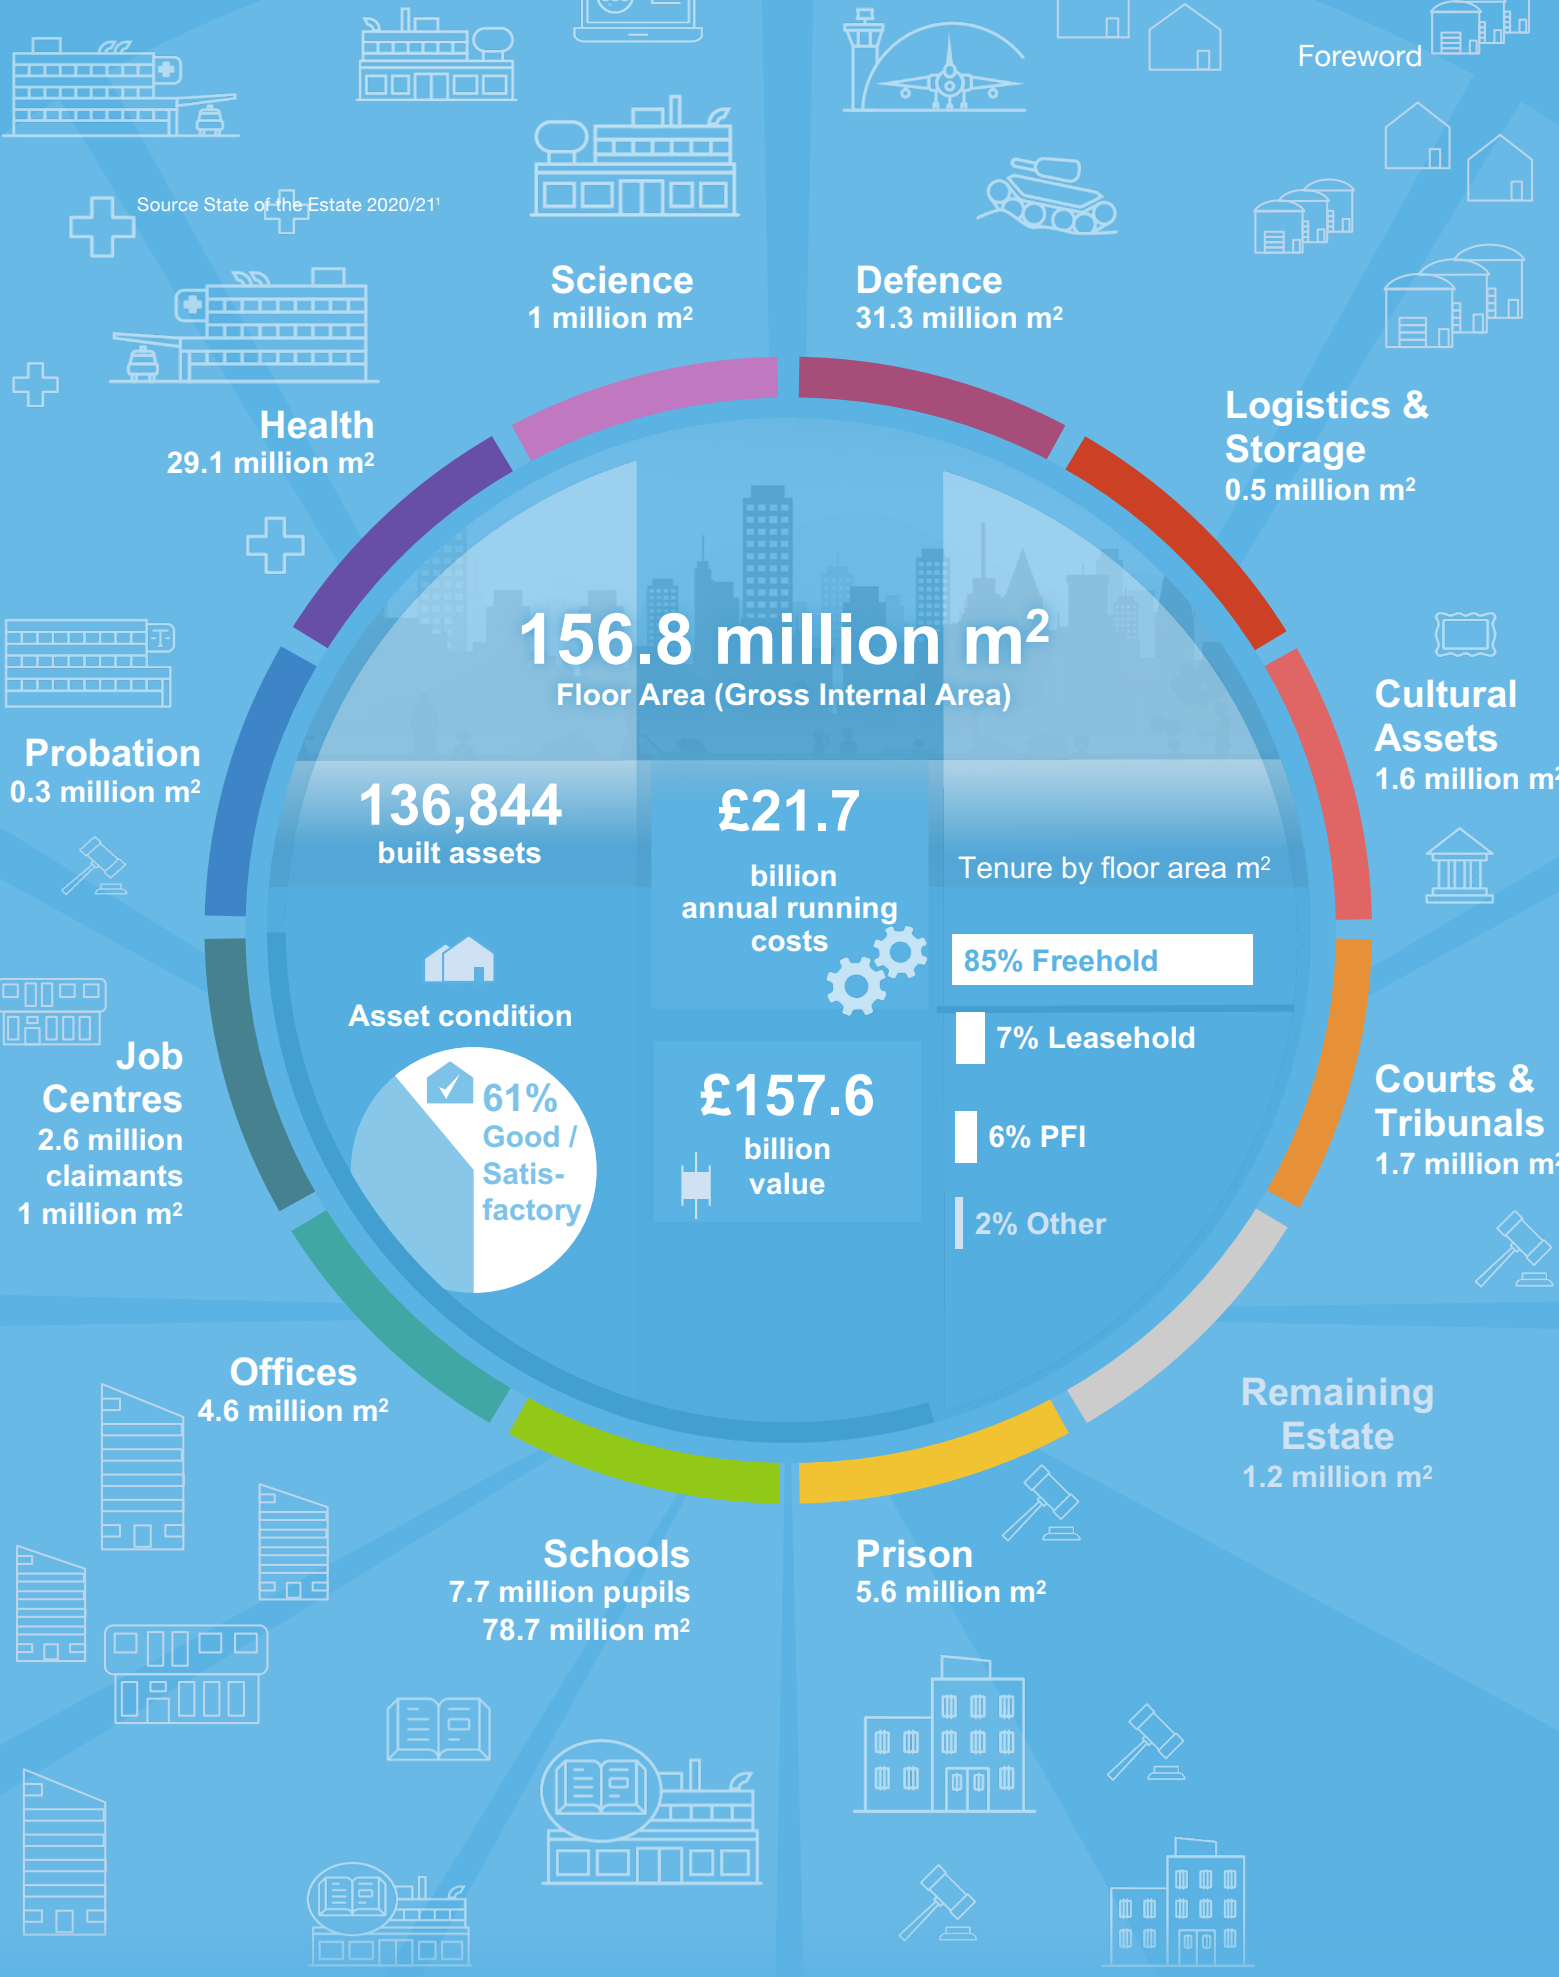 Foreword
Source State of the Estate 2020/21¹
Science
1 million m²
Defence
31.3 million m²
Health
29.1 million m²
Logistics &
Storage
0.5 million m²
156.8 million m²
Floor Area (Gross Internal Area)
Cultural
Assets
1.6 million m²
Probation
0.3 million m²
136,844
built assets
£21.7
billion
annual running
costs
Tenure by floor area m²
85% Freehold
7% Leasehold
6% PFI
2% Other
Asset condition
61%
Good /
Satis-
factory
£157.6
billion
value
Job
Centres
2.6 million
claimants
1 million m²
Courts &
Tribunals
1.7 million m²
Offices
4.6 million m²
Remaining
Estate
1.2 million m²
Schools
7.7 million pupils
78.7 million m²
Prison
5.6 million m²
T